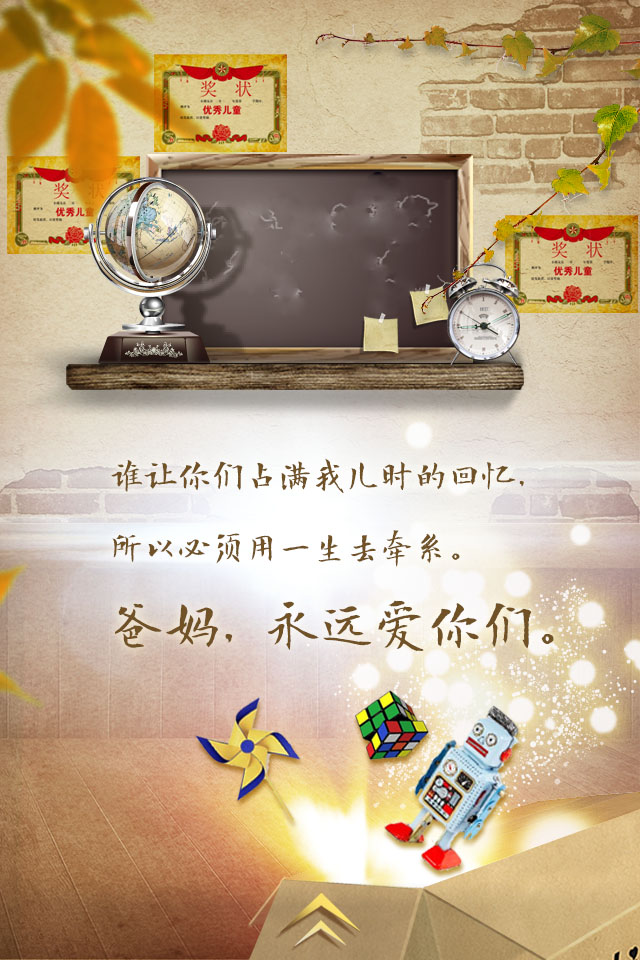 奖状
优秀儿童
奖状
优秀儿童
奖状
优秀儿童
谁让你们占满我儿时的回忆,
所以必须用一生去牵系。
爸妈, 永远爱你们。